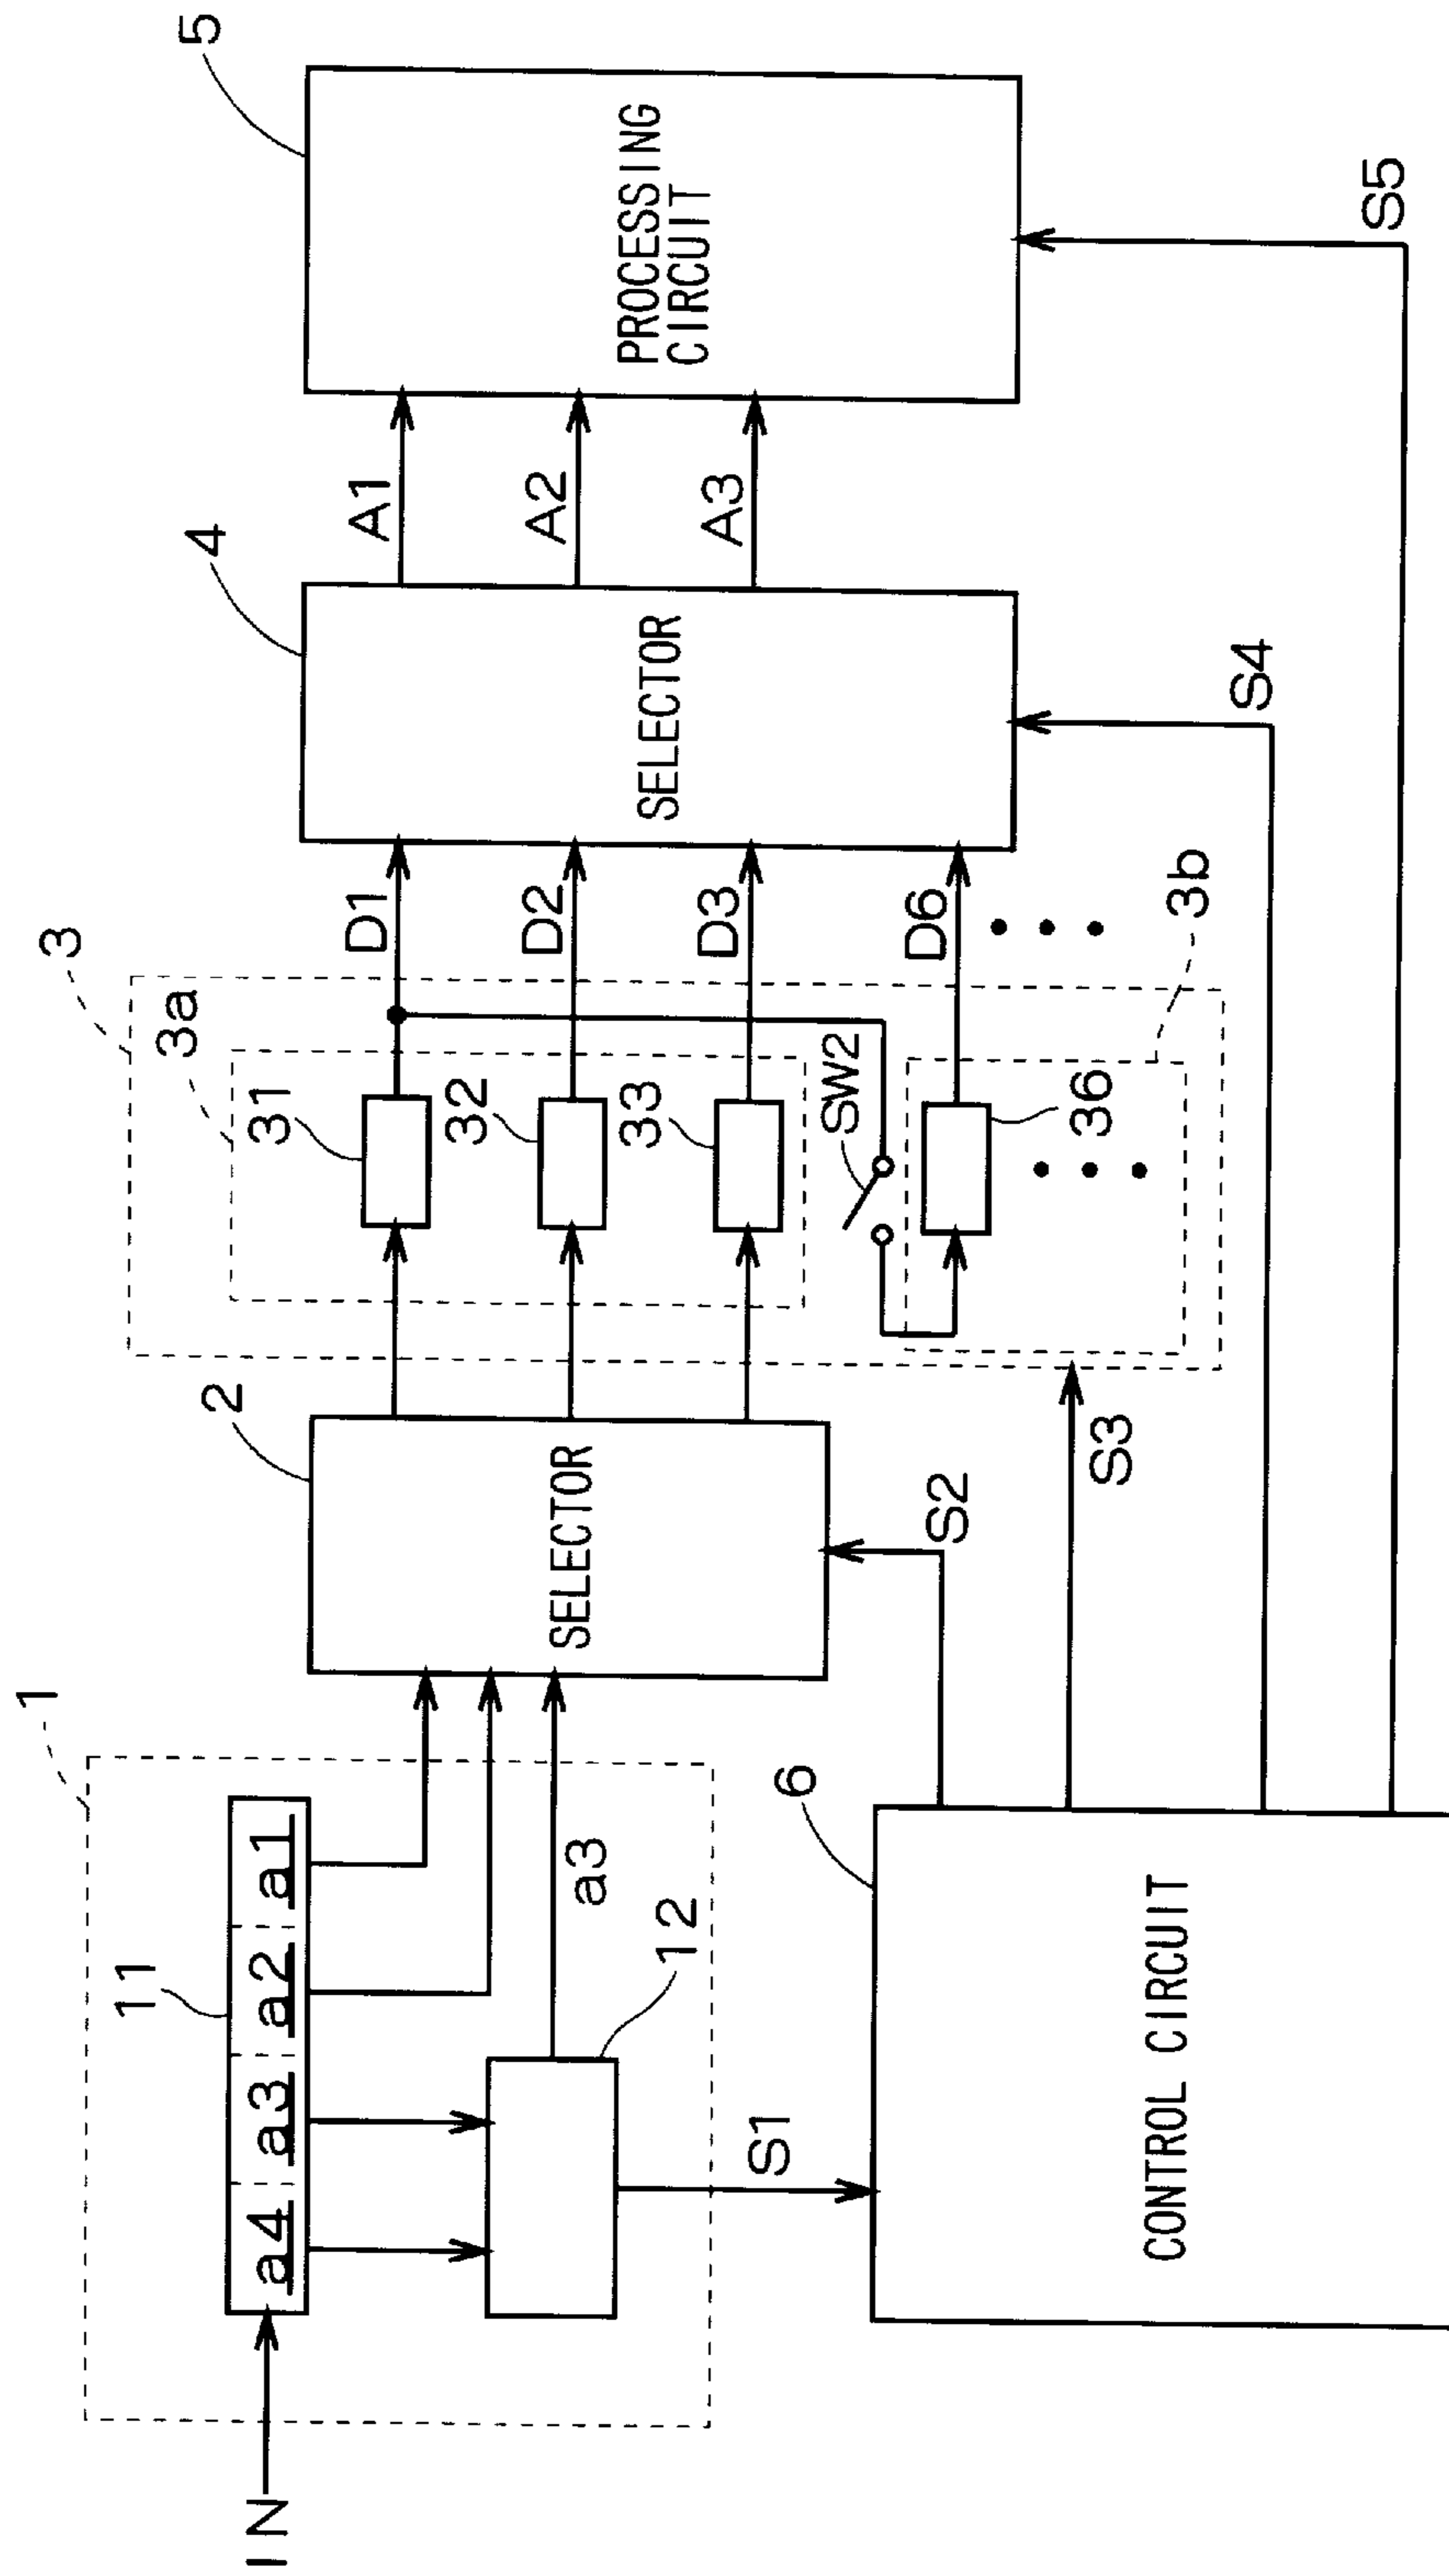 IN
1
11
a4 a3 a2 a1
12
a3
S1
2
SELECTOR
3
3a
31
32
33
SW2
36
3b
D1
D2
D3
D6
4
SELECTOR
A1
A2
A3
5
PROCESSING
CIRCUIT
6
CONTROL CIRCUIT
S2
S3
S4
S5